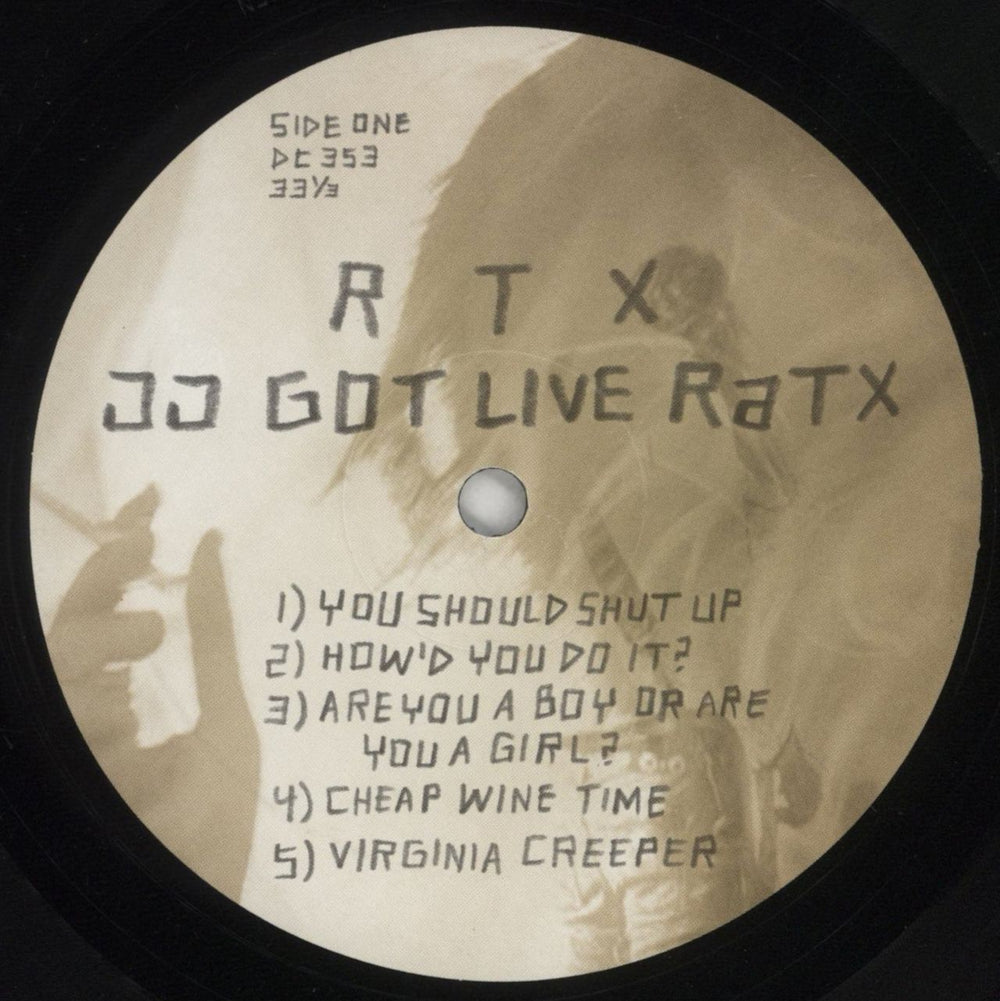 SIDE ONE
DC 353
33⅓
R T X
JJ GOT LIVE RaTX
1) YOU SHOULD SHUT UP
2) HOW'D YOU DO IT?
3) ARE YOU A BOY OR ARE
YOU A GIRL?
4) CHEAP WINE TIME
5) VIRGINIA CREEPER